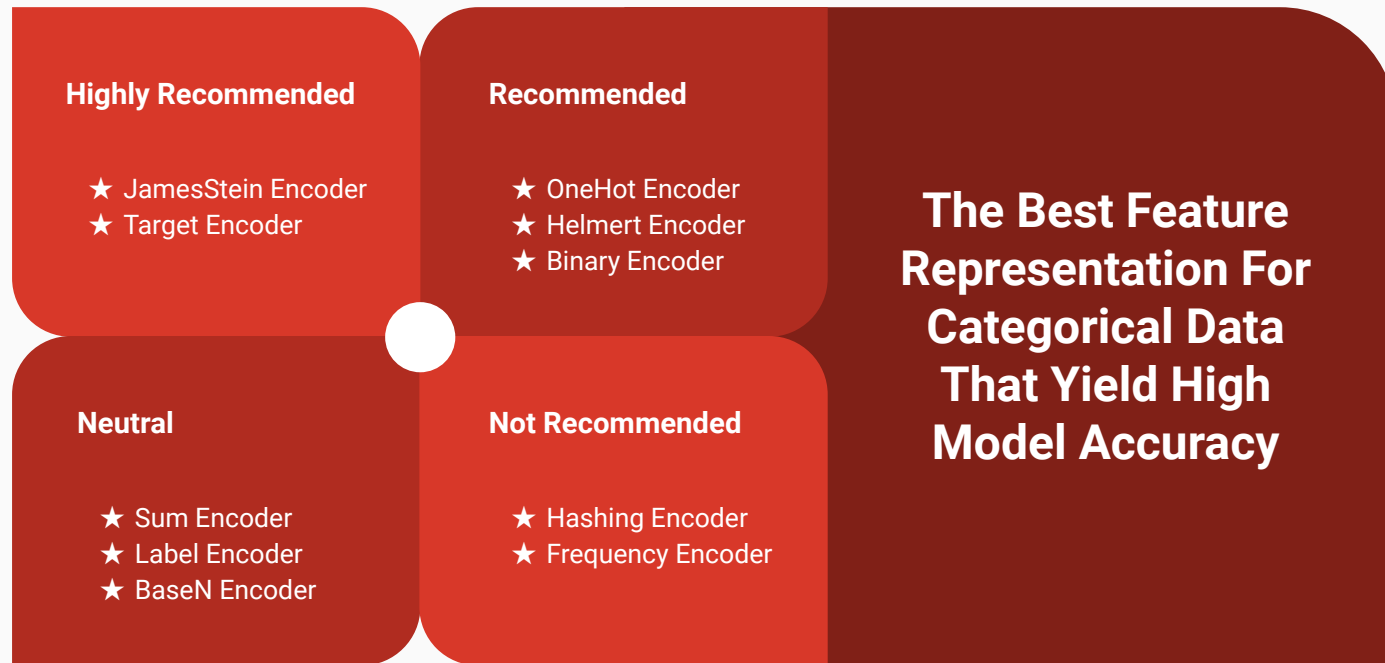 Highly Recommended
★ JamesStein Encoder
★ Target Encoder
Recommended
★ OneHot Encoder
★ Helmert Encoder
★ Binary Encoder
Neutral
★ Sum Encoder
★ Label Encoder
★ BaseN Encoder
Not Recommended
★ Hashing Encoder
★ Frequency Encoder
The Best Feature
Representation For
Categorical Data
That Yield High
Model Accuracy